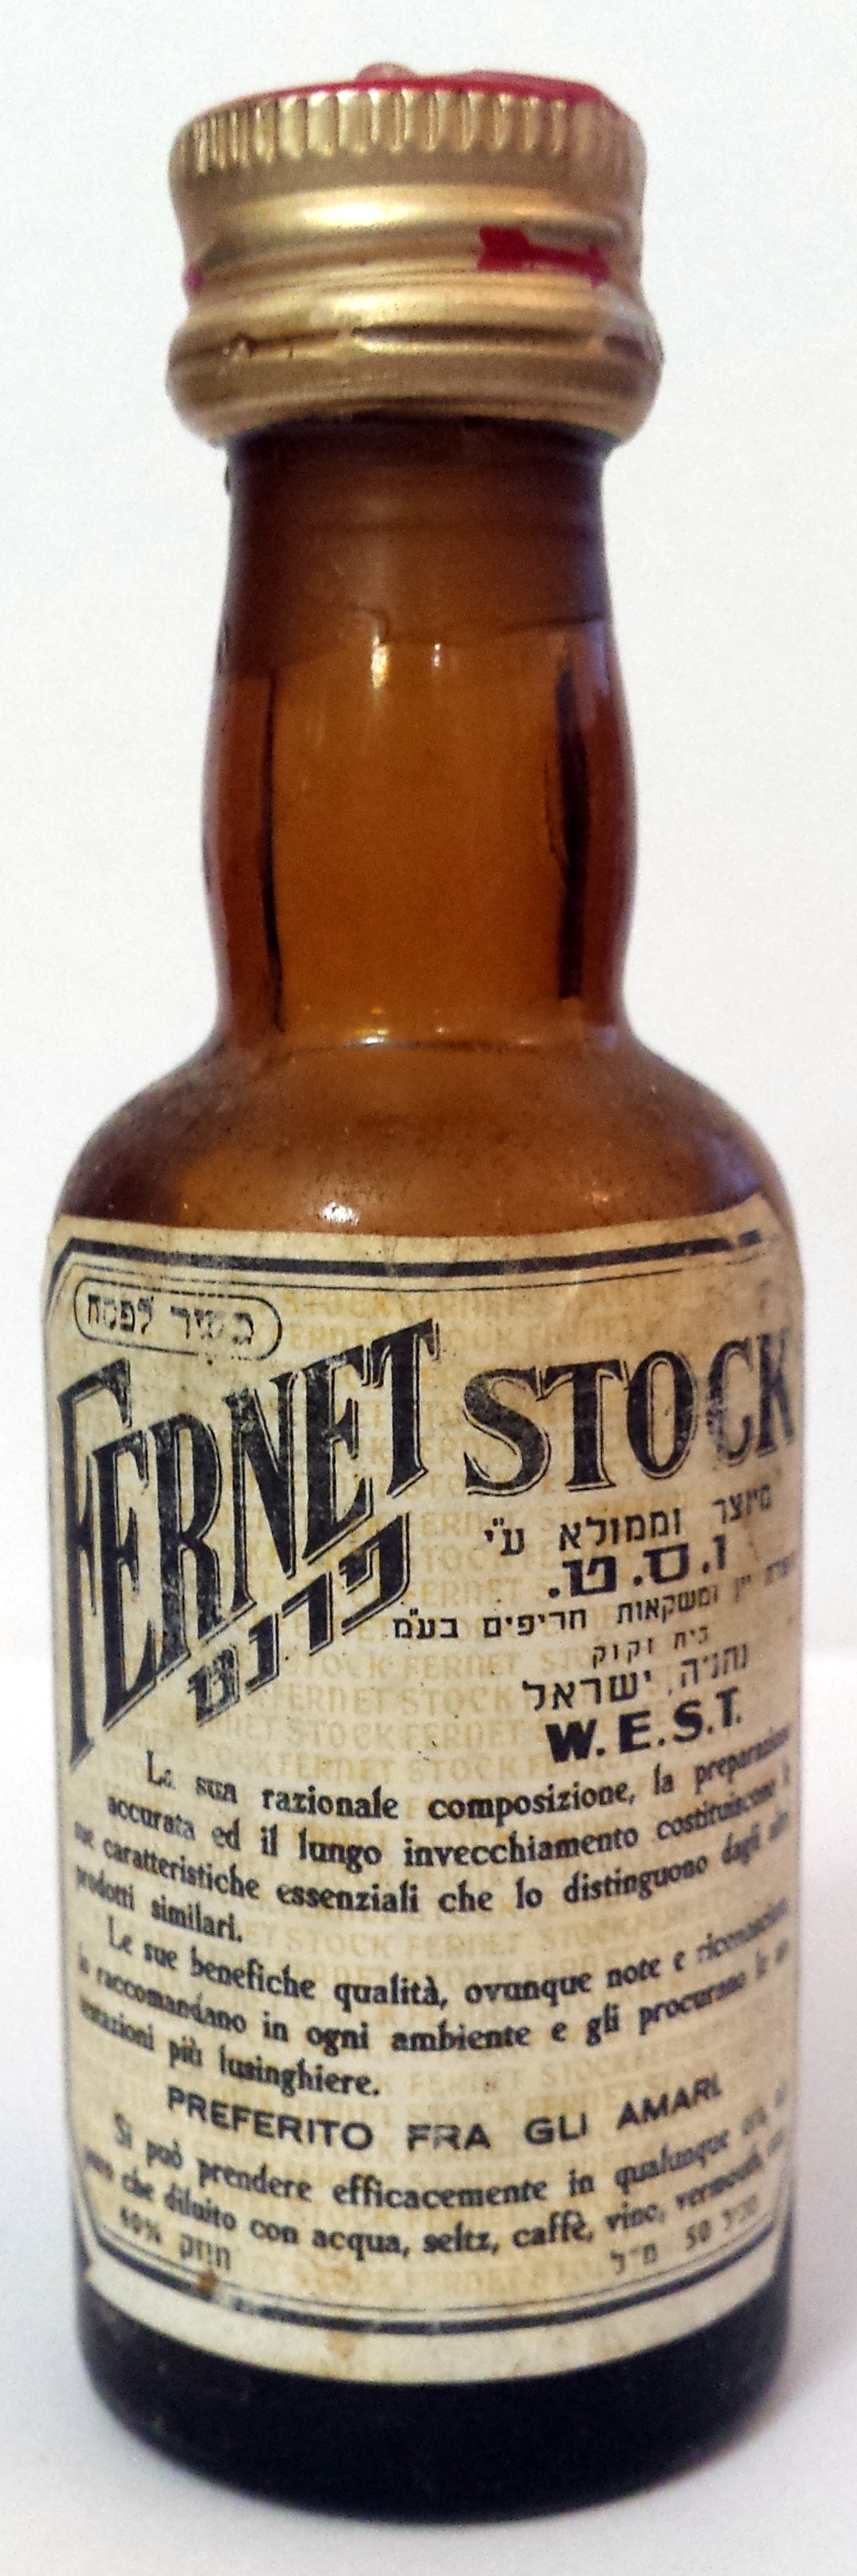 כשר לפסח
FERNET STOCK
פרנט
מיוצר וממולא ע"י
ו.ס.ט.
יין ומשקאות חריפים בע"מ
בית זקוק
נתניה, ישראל
W.E.S.T.
La sua razionale composizione, la preparazione
accurata ed il lungo invecchiamento costituiscono le
sue caratteristiche essenziali che lo distinguono dagli altri
prodotti similari.
Le sue benefiche qualità, ovunque note e riconosciute,
lo raccomandano in ogni ambiente e gli procurano le
più lusinghiere.
PREFERITO FRA GLI AMARI.
Si può prendere efficacemente in qualunque ora,
puro che diluito con acqua, seltz, caffè, vino, vermouth,
חוזק 40%
50 מ"ל